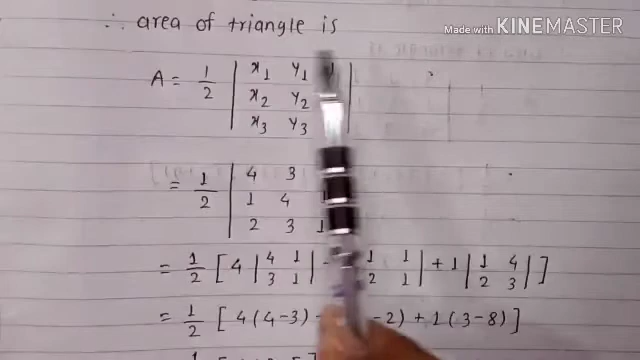 Made with KINEMASTER
∴ area of triangle is
A = 1/2 | x₁ y₁
x₂ y₂
x₃ y₃ |
= 1/2 | 4 3
1 4
2 3 1 |
= 1/2 [ 4 | 4 1 | 1 1 | + 1 | 1 4 | ]
3 1 2 1 2 3
= 1/2 [ 4(4-3) - -2) + 1(3-8) ]